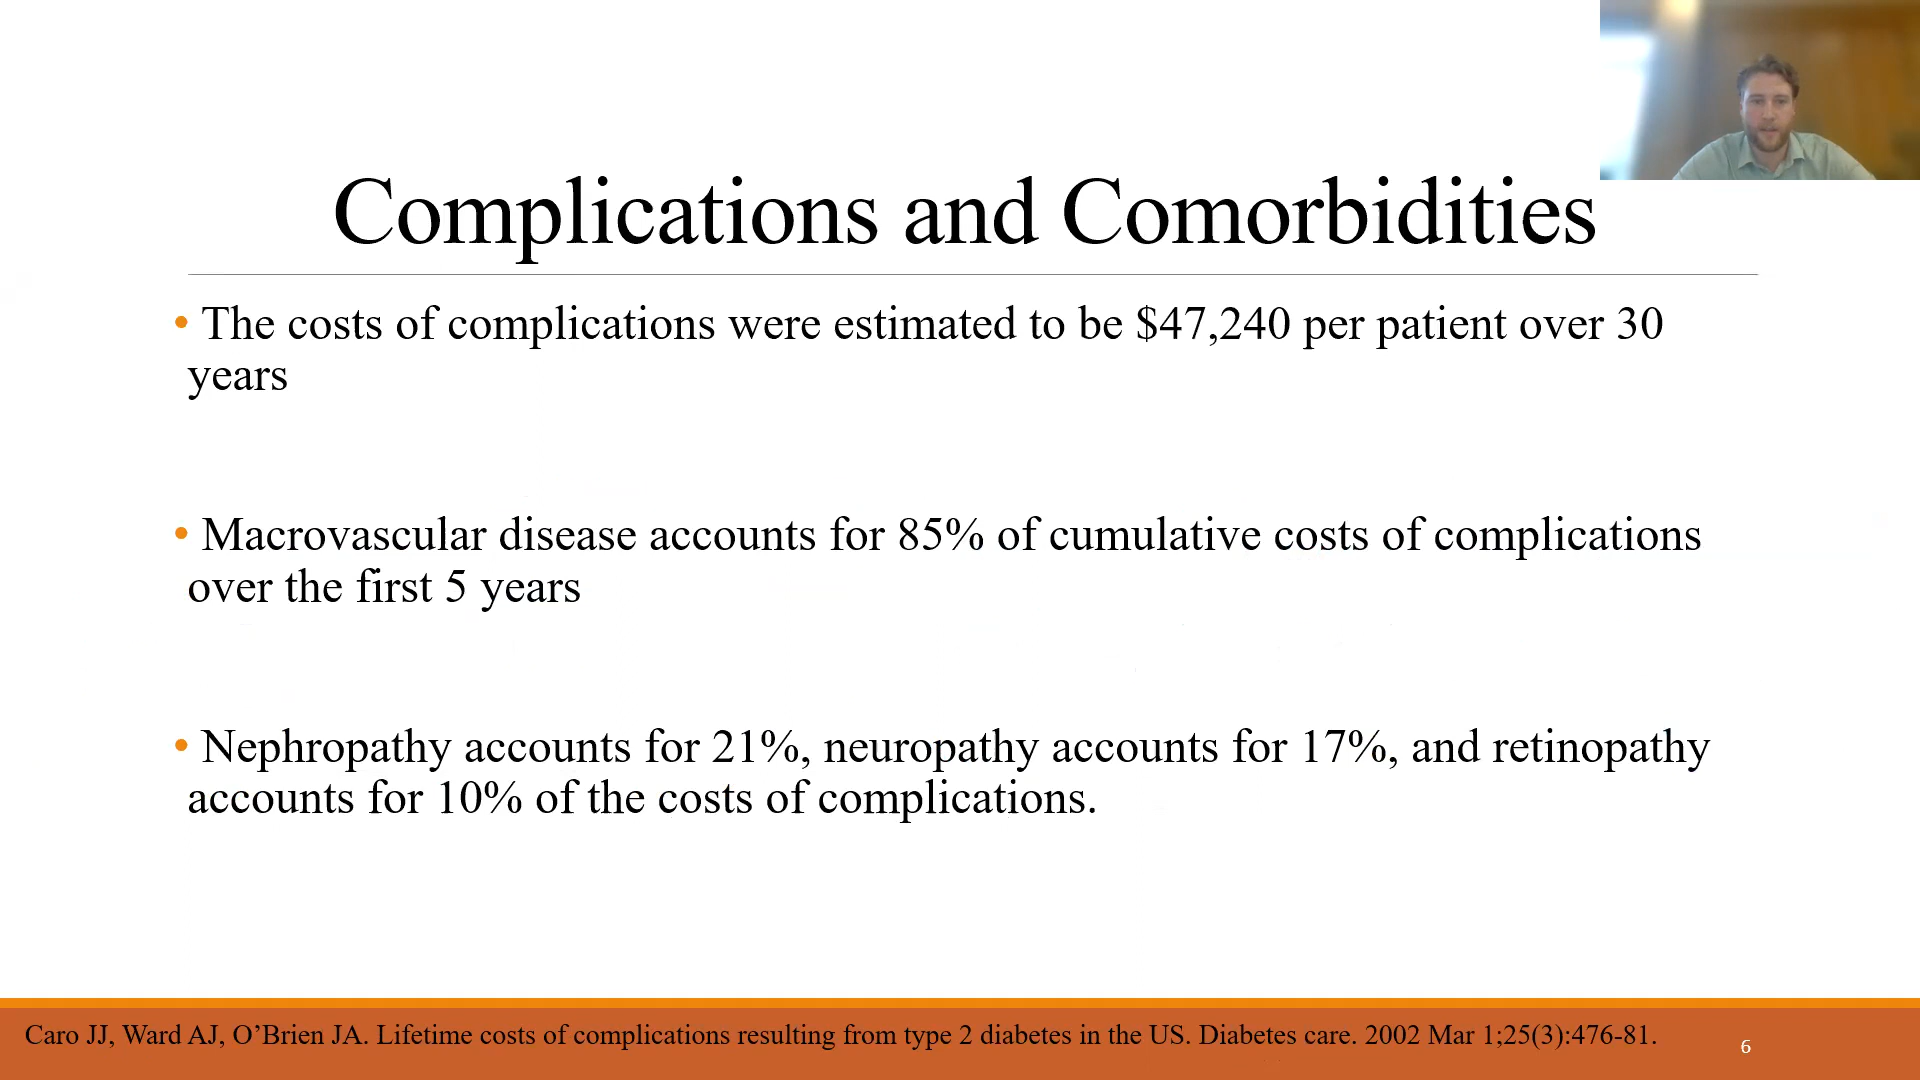 Complications and Comorbidities
• The costs of complications were estimated to be $47,240 per patient over 30
years
• Macrovascular disease accounts for 85% of cumulative costs of complications
over the first 5 years
• Nephropathy accounts for 21%, neuropathy accounts for 17%, and retinopathy
accounts for 10% of the costs of complications.
Caro JJ, Ward AJ, O’Brien JA. Lifetime costs of complications resulting from type 2 diabetes in the US. Diabetes care. 2002 Mar 1;25(3):476-81.
6